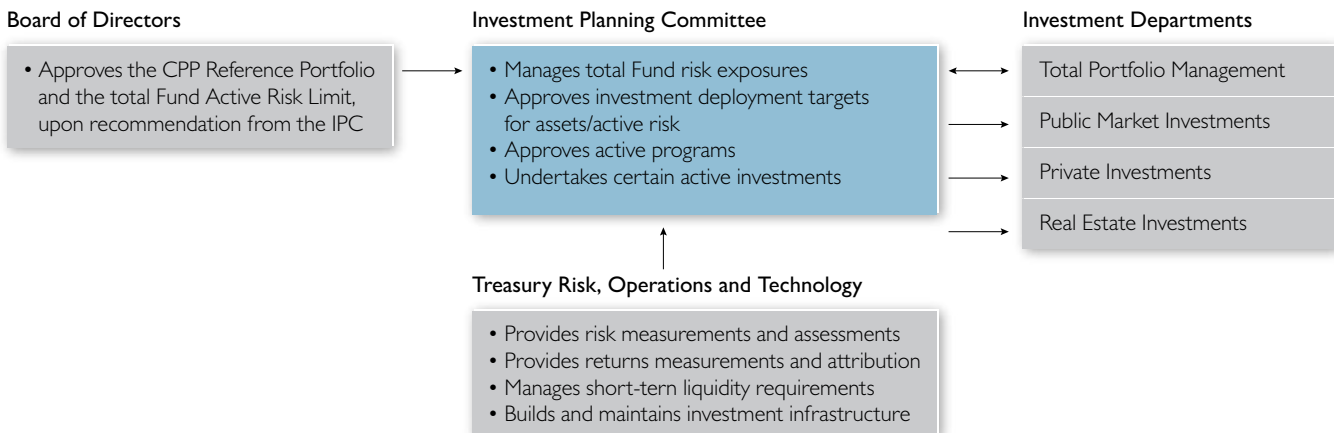 Board of Directors
• Approves the CPP Reference Portfolio
and the total Fund Active Risk Limit,
upon recommendation from the IPC
Investment Planning Committee
• Manages total Fund risk exposures
• Approves investment deployment targets
for assets/active risk
• Approves active programs
• Undertakes certain active investments
Investment Departments
Total Portfolio Management
Public Market Investments
Private Investments
Real Estate Investments
Treasury Risk, Operations and Technology
• Provides risk measurements and assessments
• Provides returns measurements and attribution
• Manages short-tern liquidity requirements
• Builds and maintains investment infrastructure